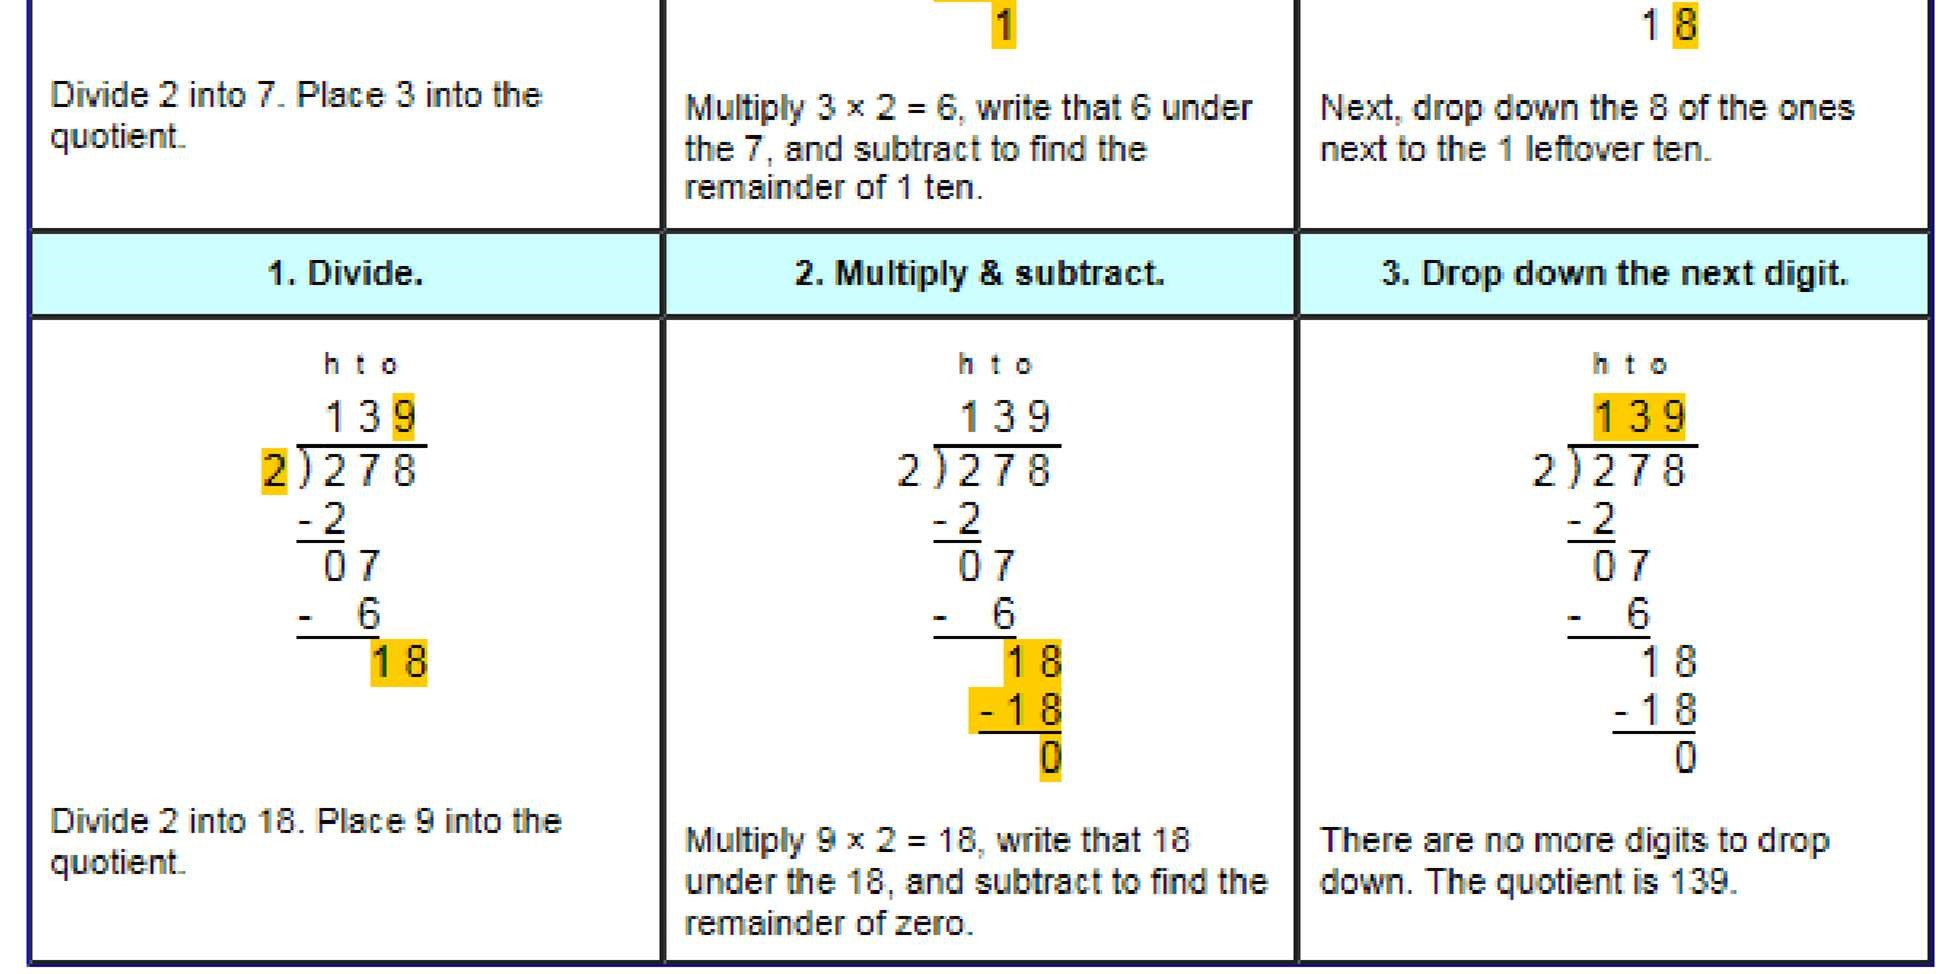 1
1 8
Divide 2 into 7. Place 3 into the
quotient.
Multiply 3 × 2 = 6, write that 6 under
the 7, and subtract to find the
remainder of 1 ten.
Next, drop down the 8 of the ones
next to the 1 leftover ten.
1. Divide.
2. Multiply & subtract.
3. Drop down the next digit.
h t o
1 3 9
2 ) 2 7 8
- 2
0 7
- 6
1 8
Divide 2 into 18. Place 9 into the
quotient.
h t o
1 3 9
2 ) 2 7 8
- 2
0 7
- 6
1 8
- 1 8
0
Multiply 9 × 2 = 18, write that 18
under the 18, and subtract to find the
remainder of zero.
h t o
1 3 9
2 ) 2 7 8
- 2
0 7
- 6
1 8
- 1 8
0
There are no more digits to drop
down. The quotient is 139.